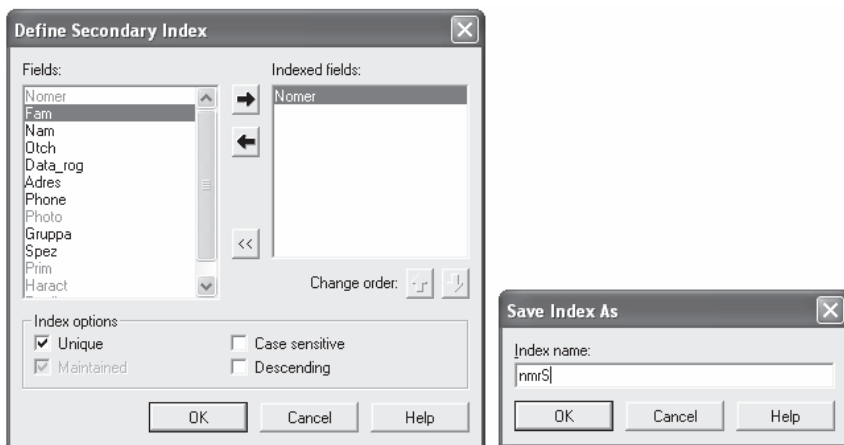 Define Secondary Index
Fields:
Indexed fields:
Nomer
Fam
Nam
Otch
Data_rog
Adres
Phone
Photo
Gruppa
Spez
Prim
Haract
Nomer
<<
Change order:
Index options
Unique
Case sensitive
Maintained
Descending
OK
Cancel
Help
Save Index As
Index name:
nmrS
OK
Cancel
Help